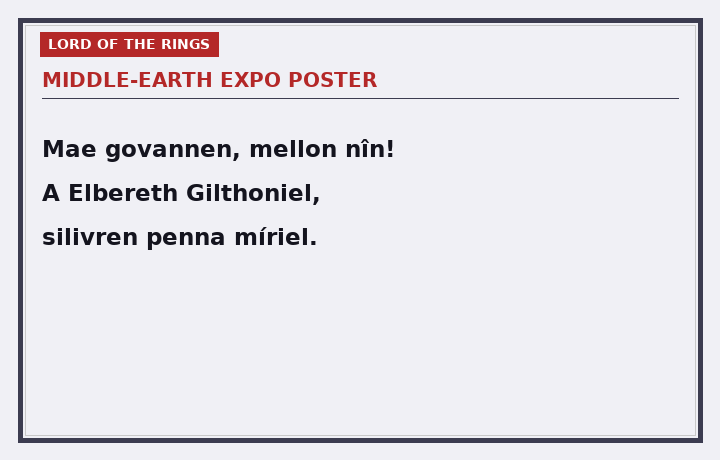 LORD OF THE RINGS
MIDDLE-EARTH EXPO POSTER
Mae govannen, mellon nîn!
A Elbereth Gilthoniel,
silivren penna míriel.